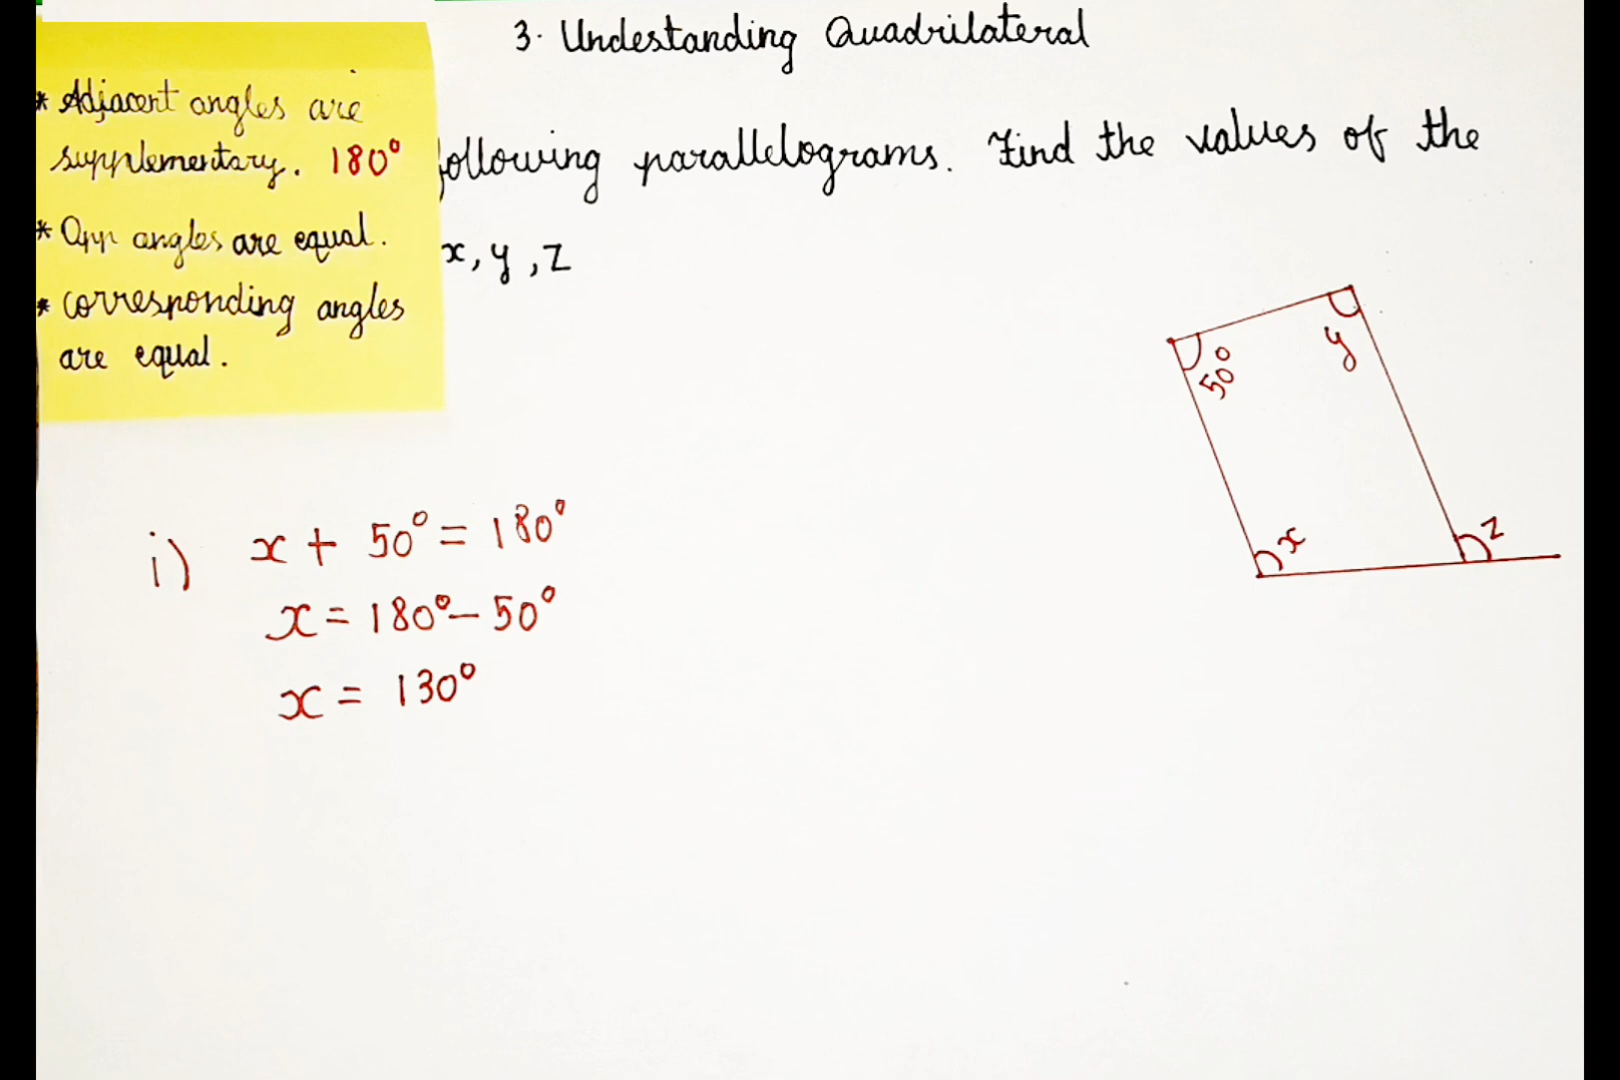 3. Undestanding Quadrilateral
* Adjacent angles are
supplementary. 180°
* Opp angles are equal.
* corresponding angles
are equal.
following parallelograms. Find the values of the
x, y, z
50°
y
x
z
i) x + 50° = 180°
x = 180° - 50°
x = 130°